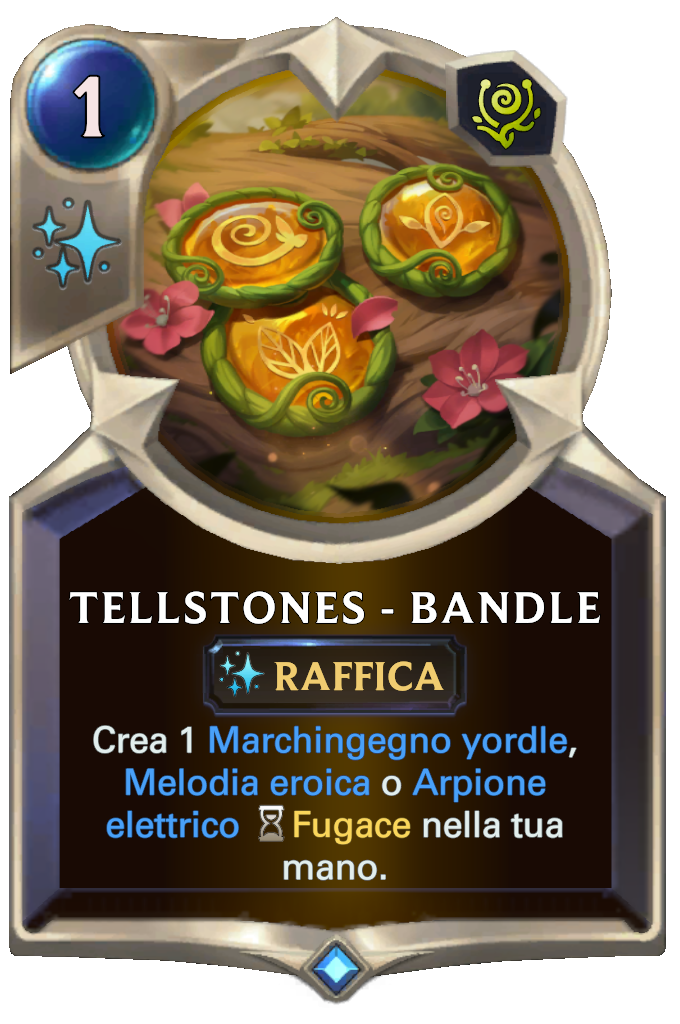 1
TELLSTONES - BANDLE
RAFFICA
Crea 1 Marchingegno yordle,
Melodia eroica o Arpione
elettrico Fugace nella tua
mano.